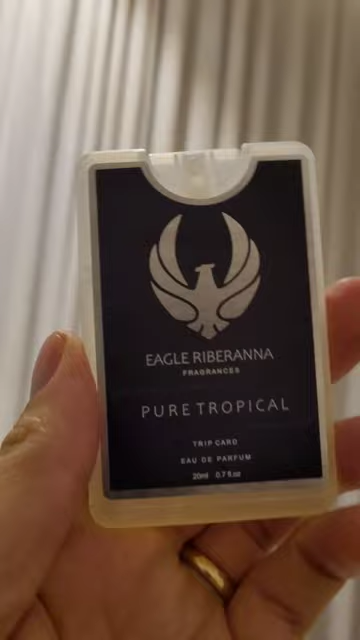 EAGLE RIBERANNA
FRAGRANCES
PURE TROPICAL
TRIP CARD
EAU DE PARFUM
20ml 0.7 fl oz